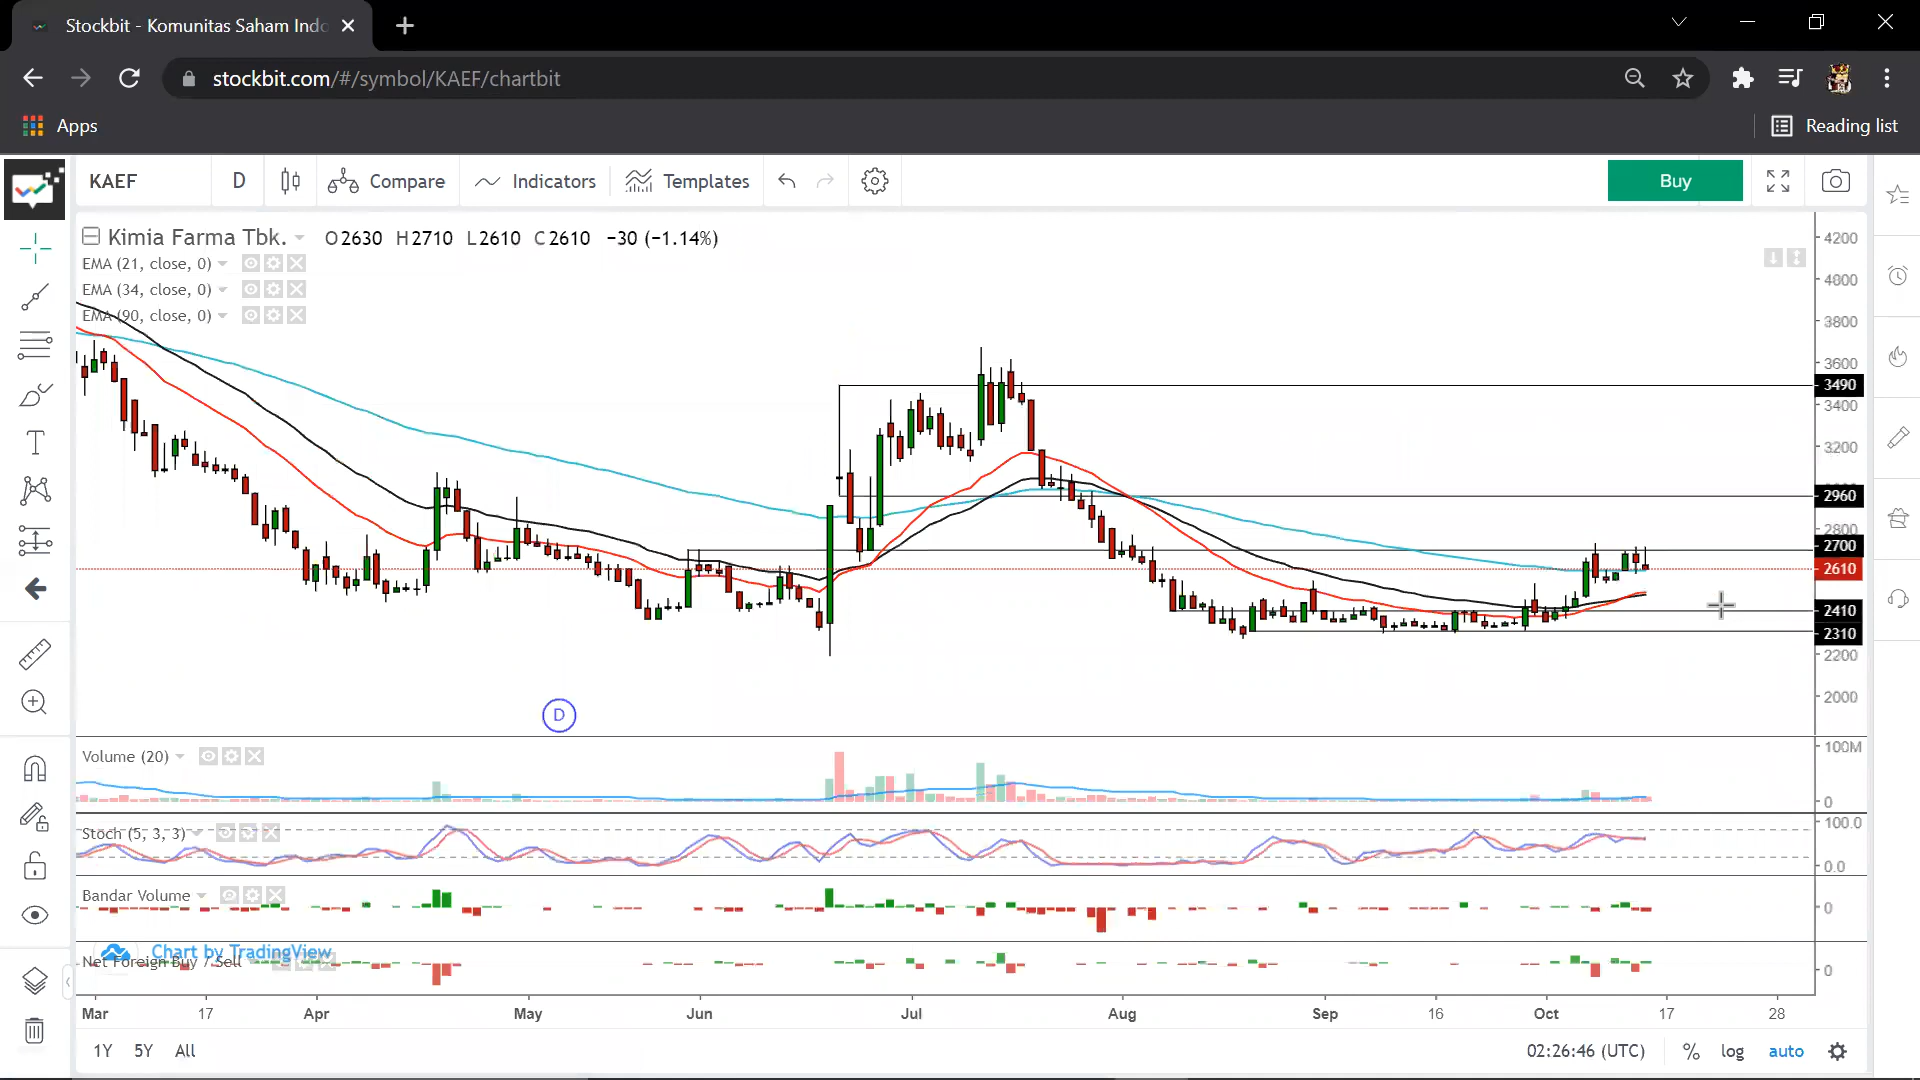 Stockbit - Komunitas Saham Indo
stockbit.com/#/symbol/KAEF/chartbit
Apps
Reading list
KAEF D Compare Indicators Templates Buy
Kimia Farma Tbk. O2630 H2710 L2610 C2610 −30 (−1.14%)
EMA (21, close, 0)
EMA (34, close, 0)
EMA (90, close, 0)
4200
4000
3800
3600
3490
3400
3200
2960
2800
2700
2610
2410
2310
2200
2000
D
Volume (20)
100M
0
Stoch (5, 3, 3)
100.0
0.0
Bandar Volume
0
Chart by TradingView
Net Foreign Buy / Sell
0
Mar 17 Apr May Jun Jul Aug Sep 16 Oct 17 28
1Y 5Y All 02:26:46 (UTC) % log auto